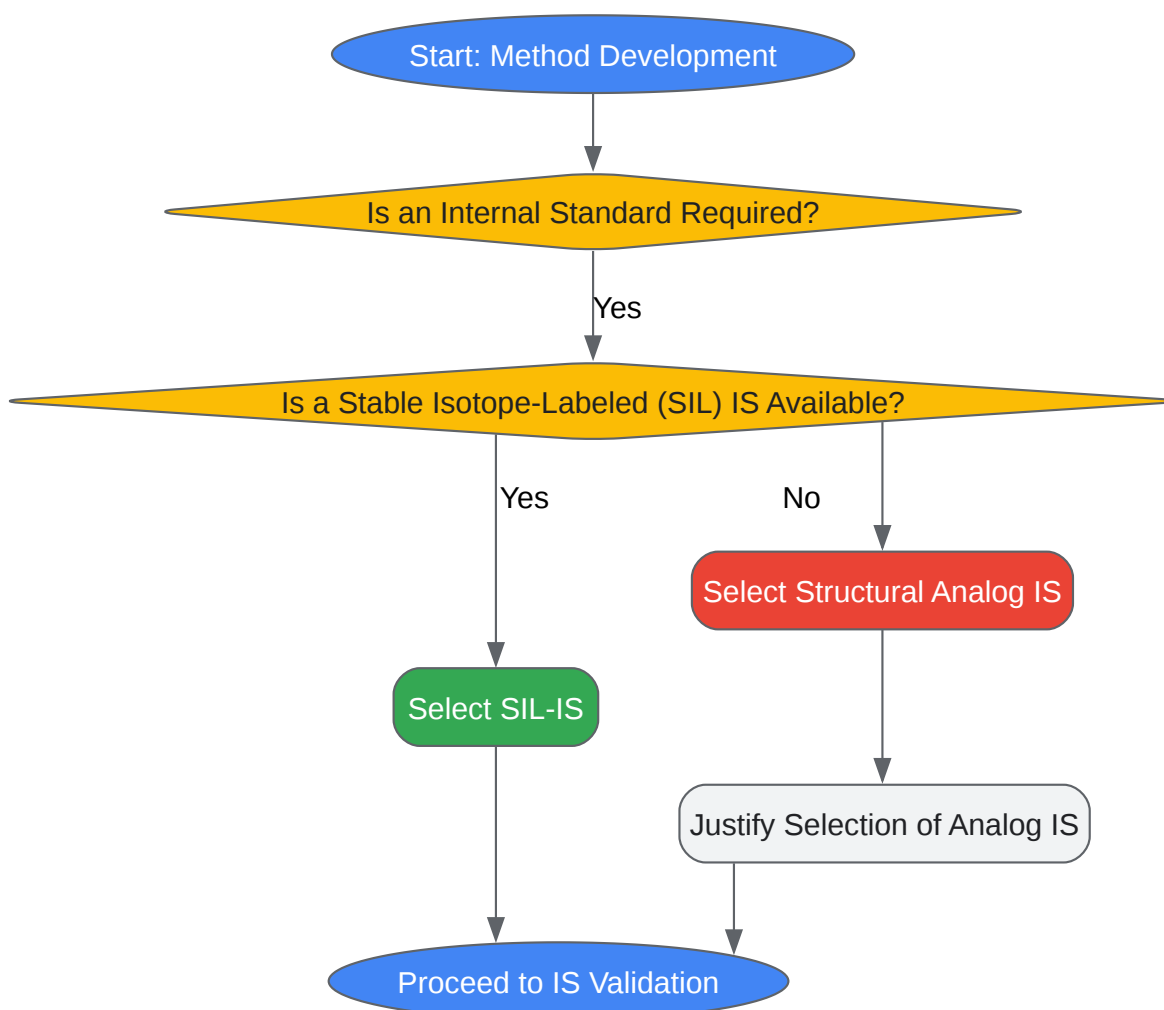 Start: Method Development
Is an Internal Standard Required?
Yes
Is a Stable Isotope-Labeled (SIL) IS Available?
Yes
No
Select Structural Analog IS
Select SIL-IS
Justify Selection of Analog IS
Proceed to IS Validation